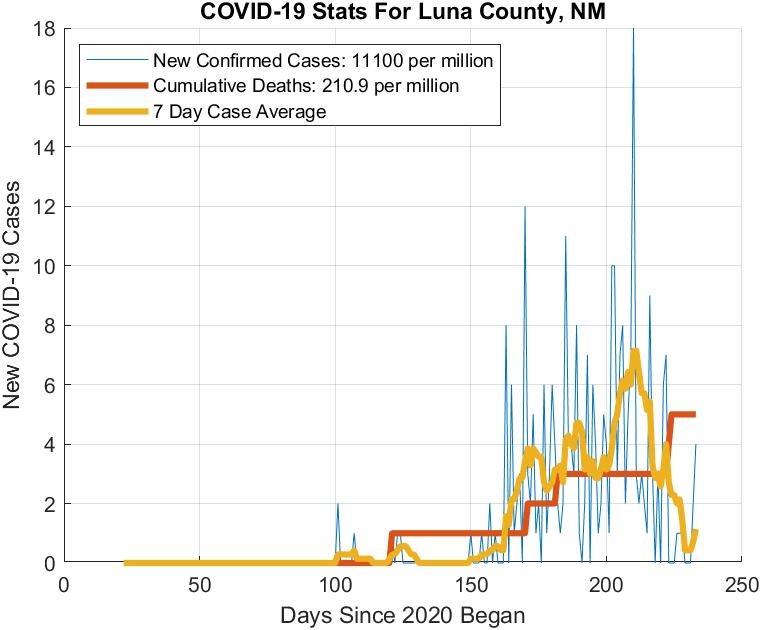 COVID-19 Stats For Luna County, NM
New Confirmed Cases: 11100 per million
Cumulative Deaths: 210.9 per million
7 Day Case Average
New COVID-19 Cases
18
16
14
12
10
8
6
4
2
0
0 50 100 150 200 250
Days Since 2020 Began